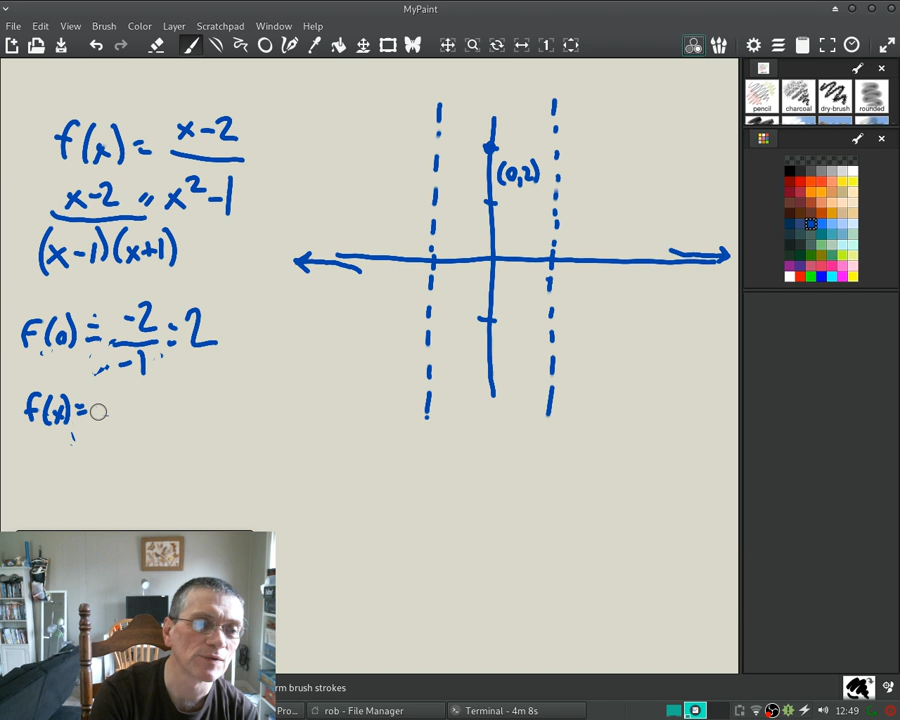 MyPaint
File Edit View Brush Color Layer Scratchpad Window Help
f(x) = x-2
x-2 = x²-1
(x-1)(x+1)
f(0) = -2 / -1 = 2
f(x) =
(0,2)
pencil charcoal dry-brush rounded
rm brush strokes
Pro... rob - File Manager Terminal - 4m 8s 12:49